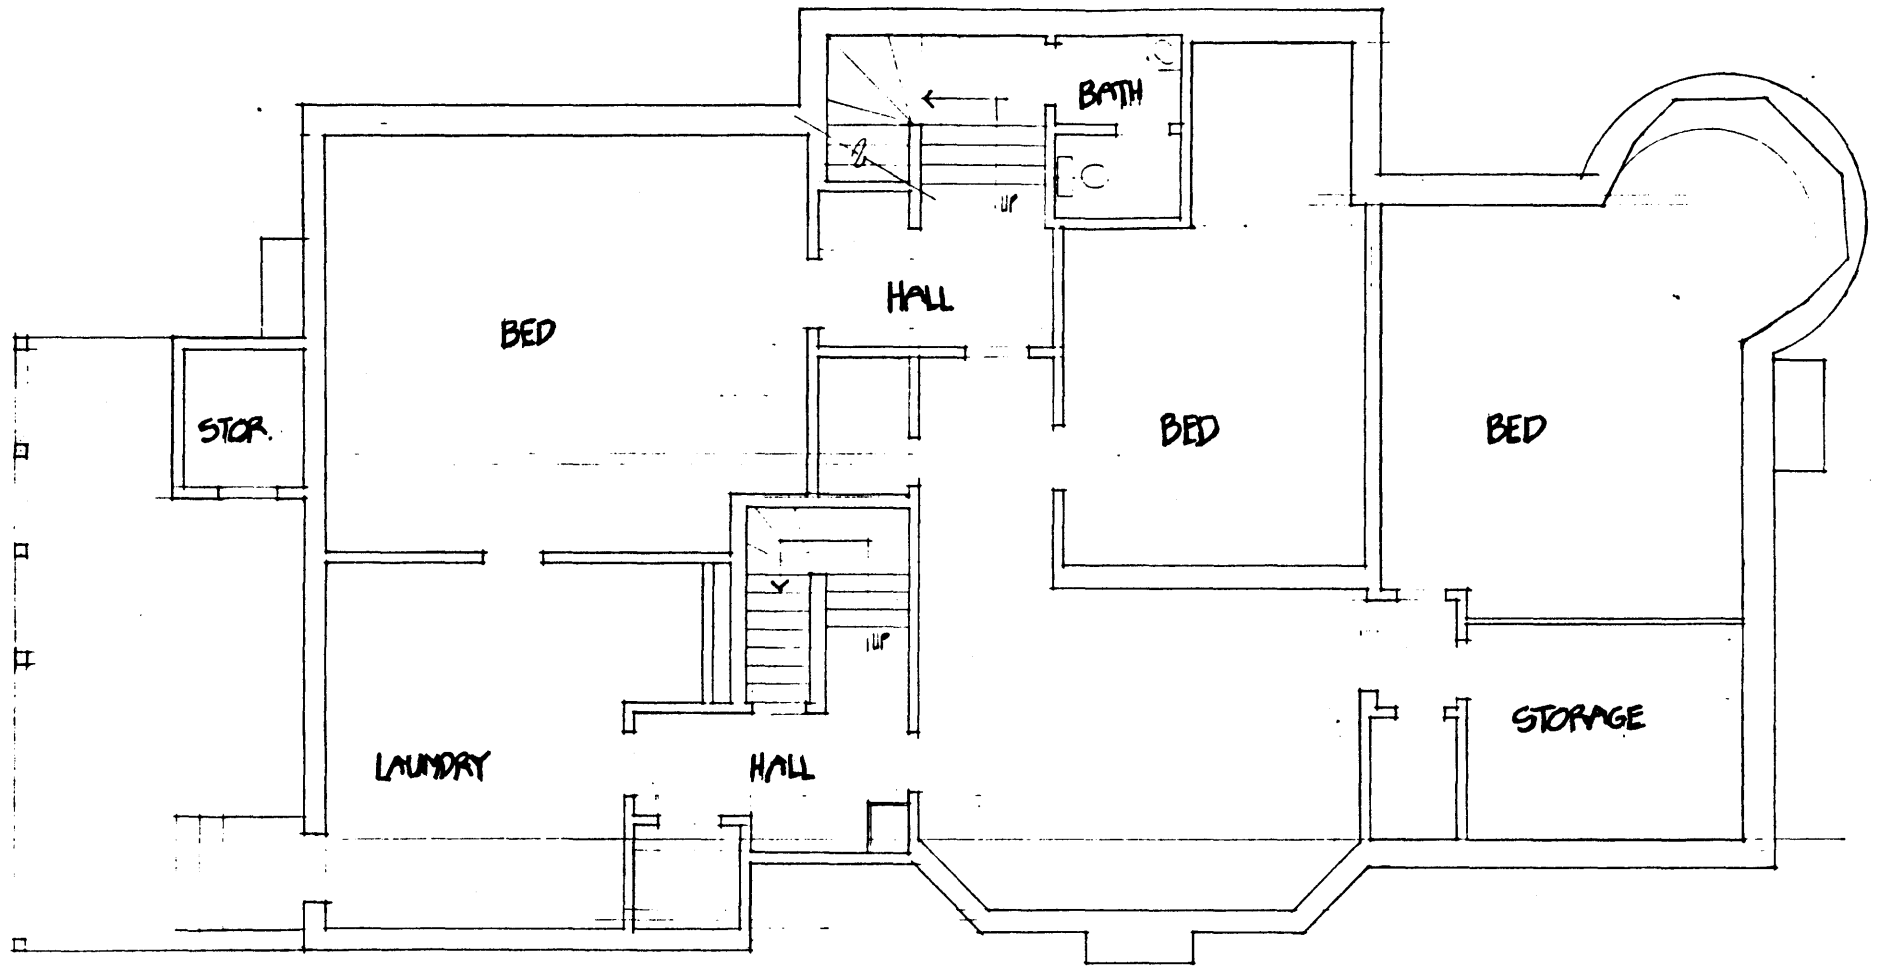 BATH
UP
HALL
BED
STOR.
BED
BED
UP
STORAGE
LAUNDRY
HALL